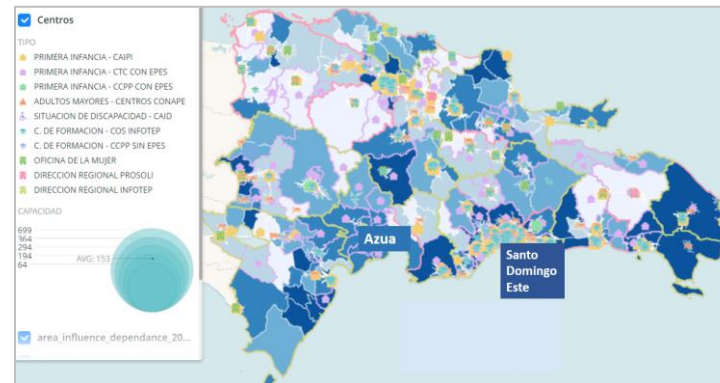 Centros
TIPO
PRIMERA INFANCIA - CAIPI
PRIMERA INFANCIA - CTC CON EPES
PRIMERA INFANCIA - CCPP CON EPES
ADULTOS MAYORES - CENTROS CONAPE
SITUACION DE DISCAPACIDAD - CAID
C. DE FORMACION - COS INFOTEP
C. DE FORMACION - CCPP SIN EPES
OFICINA DE LA MUJER
DIRECCION REGIONAL PROSOLI
DIRECCION REGIONAL INFOTEP
CAPACIDAD
699
364
294
194
64
AVG: 153
area_influence_dependance_20...
Azua
Santo
Domingo
Este